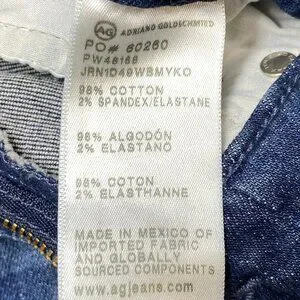 AG ADRIANO GOLDSCHMIED
PO# 60260
PW48188
JRN1D49WBMYKO
98% COTTON
2% SPANDEX/ELASTANE
98% ALGODÓN
2% ELASTANO
98% COTON
2% ELASTHANNE
MADE IN MEXICO OF
IMPORTED FABRIC
AND GLOBALLY
SOURCED COMPONENTS
www.agjeans.com